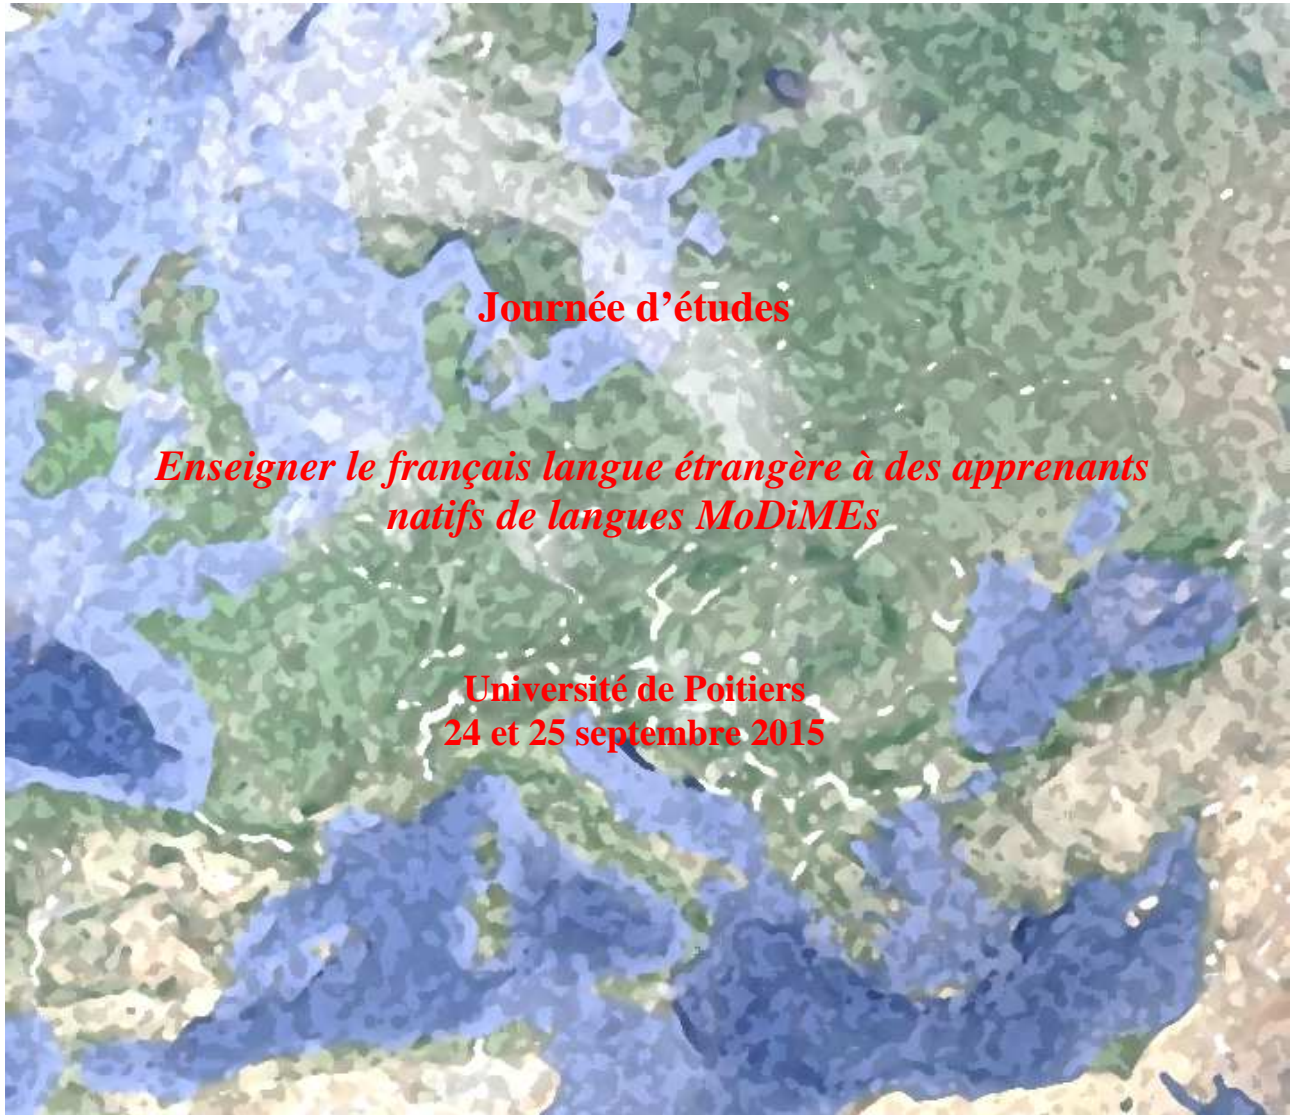 Journée d’études
Enseigner le français langue étrangère à des apprenants
natifs de langues MoDiMEs
Université de Poitiers
24 et 25 septembre 2015